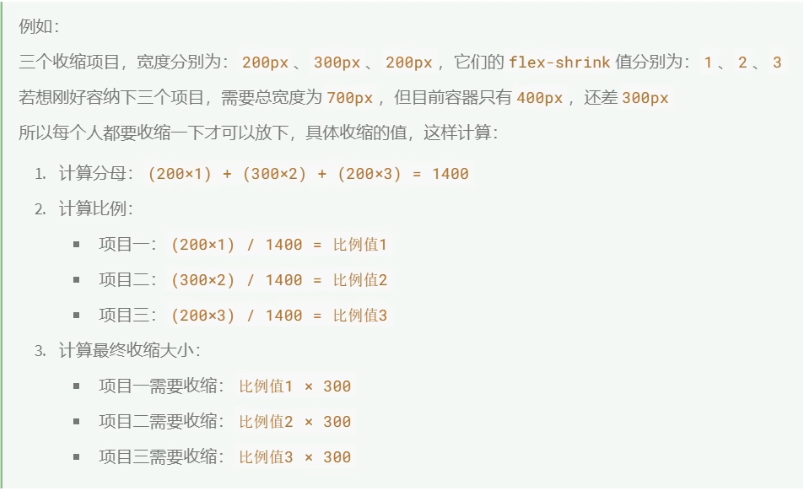 例如：
三个收缩项目，宽度分别为： 200px 、 300px 、 200px ，它们的 flex-shrink 值分别为： 1 、 2 、 3
若想刚好容纳下三个项目，需要总宽度为 700px ，但目前容器只有 400px ，还差 300px
所以每个人都要收缩一下才可以放下，具体收缩的值，这样计算：
1. 计算分母： (200×1) + (300×2) + (200×3) = 1400
2. 计算比例：
▪ 项目一： (200×1) / 1400 = 比例值1
▪ 项目二： (300×2) / 1400 = 比例值2
▪ 项目三： (200×3) / 1400 = 比例值3
3. 计算最终收缩大小：
▪ 项目一需要收缩： 比例值1 × 300
▪ 项目二需要收缩： 比例值2 × 300
▪ 项目三需要收缩： 比例值3 × 300